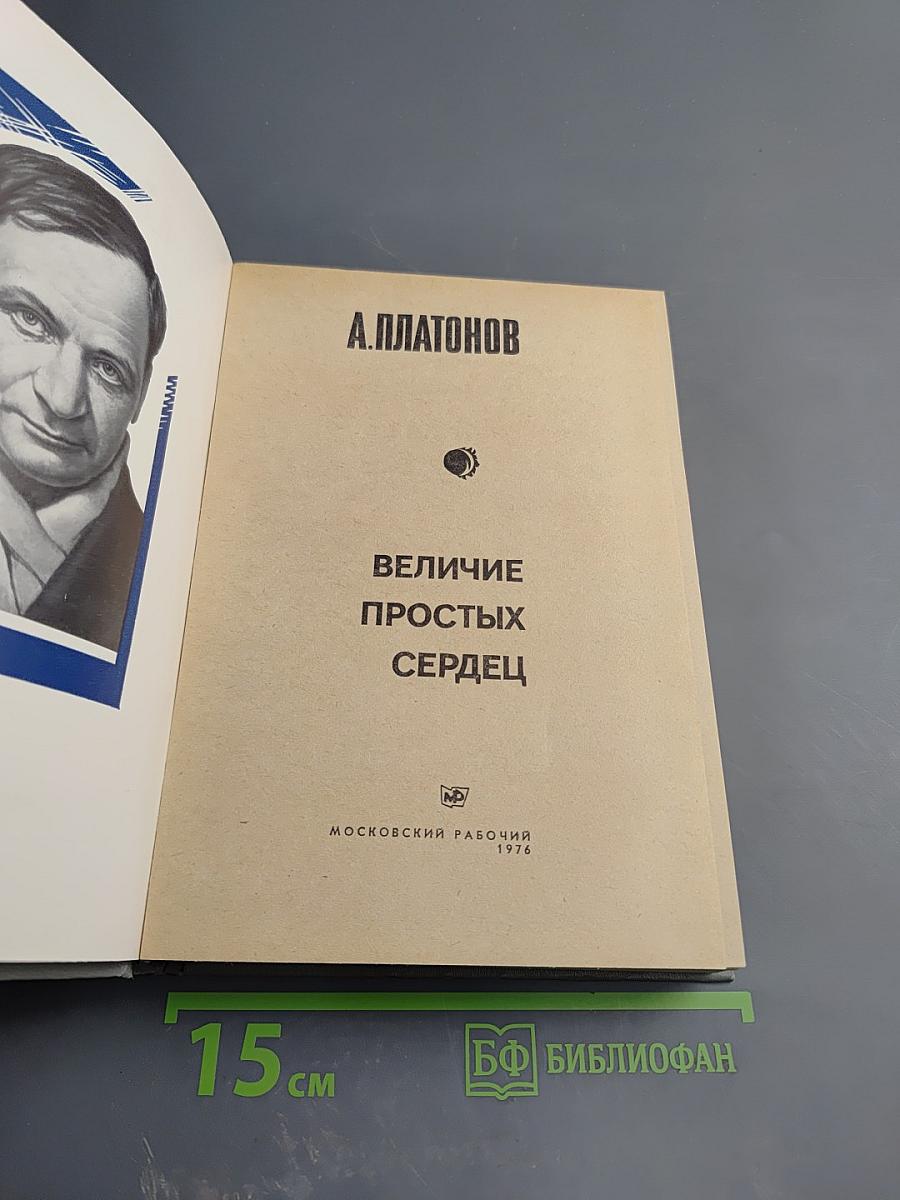 А.ПЛАТОНОВ
ВЕЛИЧИЕ
ПРОСТЫХ
СЕРДЕЦ
МР
МОСКОВСКИЙ РАБОЧИЙ
1976
15 см
БФ БИБЛИОФАН